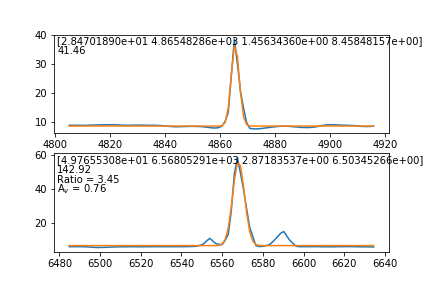 40
30
20
10
[2.84701890e+01 4.86548286e+03 1.45634360e+00 8.45848157e+00]
41.46
4800 4820 4840 4860 4880 4900 4920
60
40
20
[4.97655308e+01 6.56805291e+03 2.87183537e+00 6.50345266e+00]
142.92
Ratio = 3.45
Aᵥ = 0.76
6480 6500 6520 6540 6560 6580 6600 6620 6640